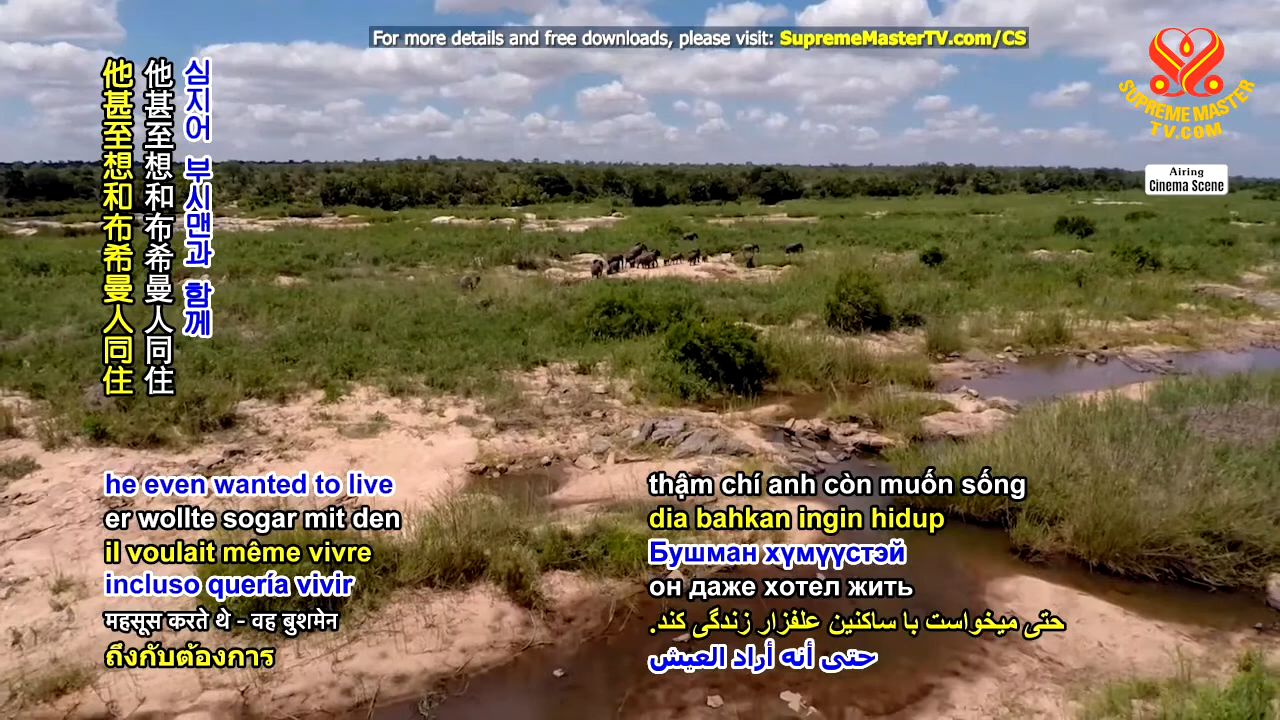 For more details and free downloads, please visit: SupremeMasterTV.com/CS
SUPREME MASTER
TV.COM
Airing
Cinema Scene
심지어 부시맨과 함께
他甚至想和布希曼人同住
他甚至想和布希曼人同住
he even wanted to live
er wollte sogar mit den
il voulait même vivre
incluso quería vivir
महसूस करते थे - वह बुशमेन
ถึงกับต้องการ
thậm chí anh còn muốn sống
dia bahkan ingin hidup
Бушман хүмүүстэй
он даже хотел жить
حتی میخواست با ساکنین علفزار زندگی کند.
حتى أنه أراد العيش